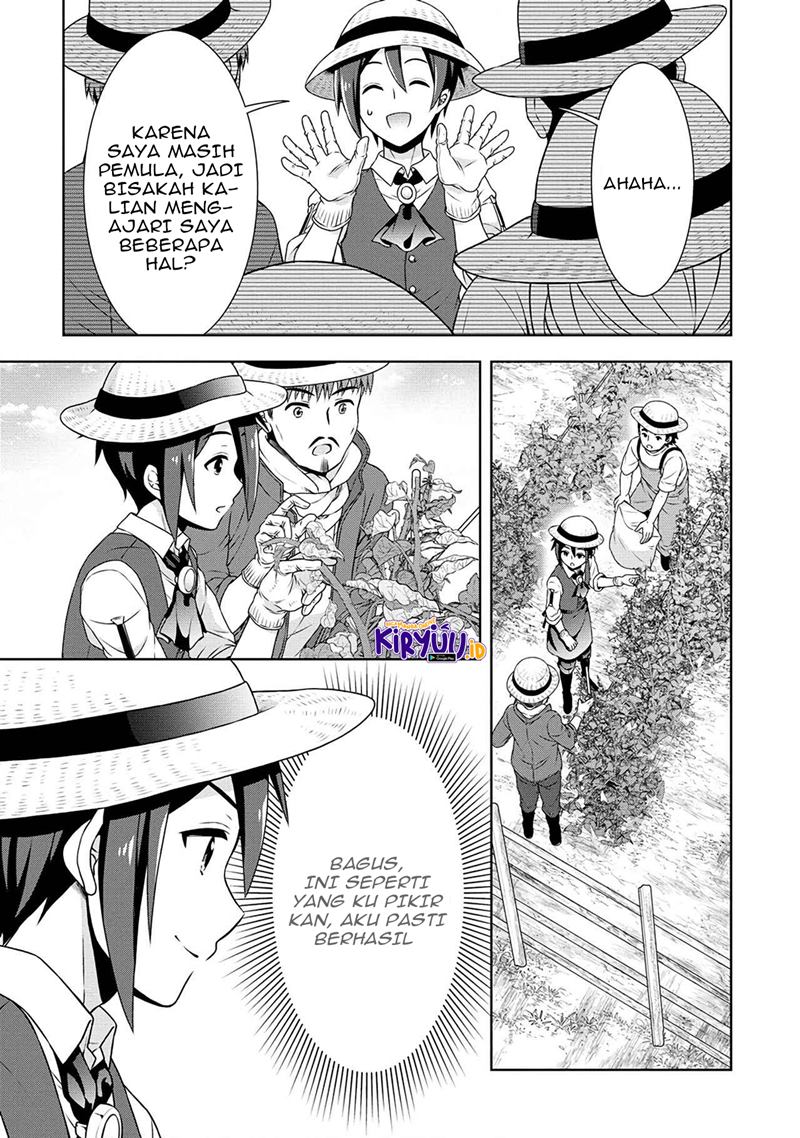 AHAHA...
KARENA
SAYA MASIH
PEMULA, JADI
BISAKAH KA-
LIAN MENG-
AJARI SAYA
BEBERAPA
HAL?
KIRYUU.ID
BAGUS,
INI SEPERTI
YANG KU PIKIR
KAN, AKU PASTI
BERHASIL